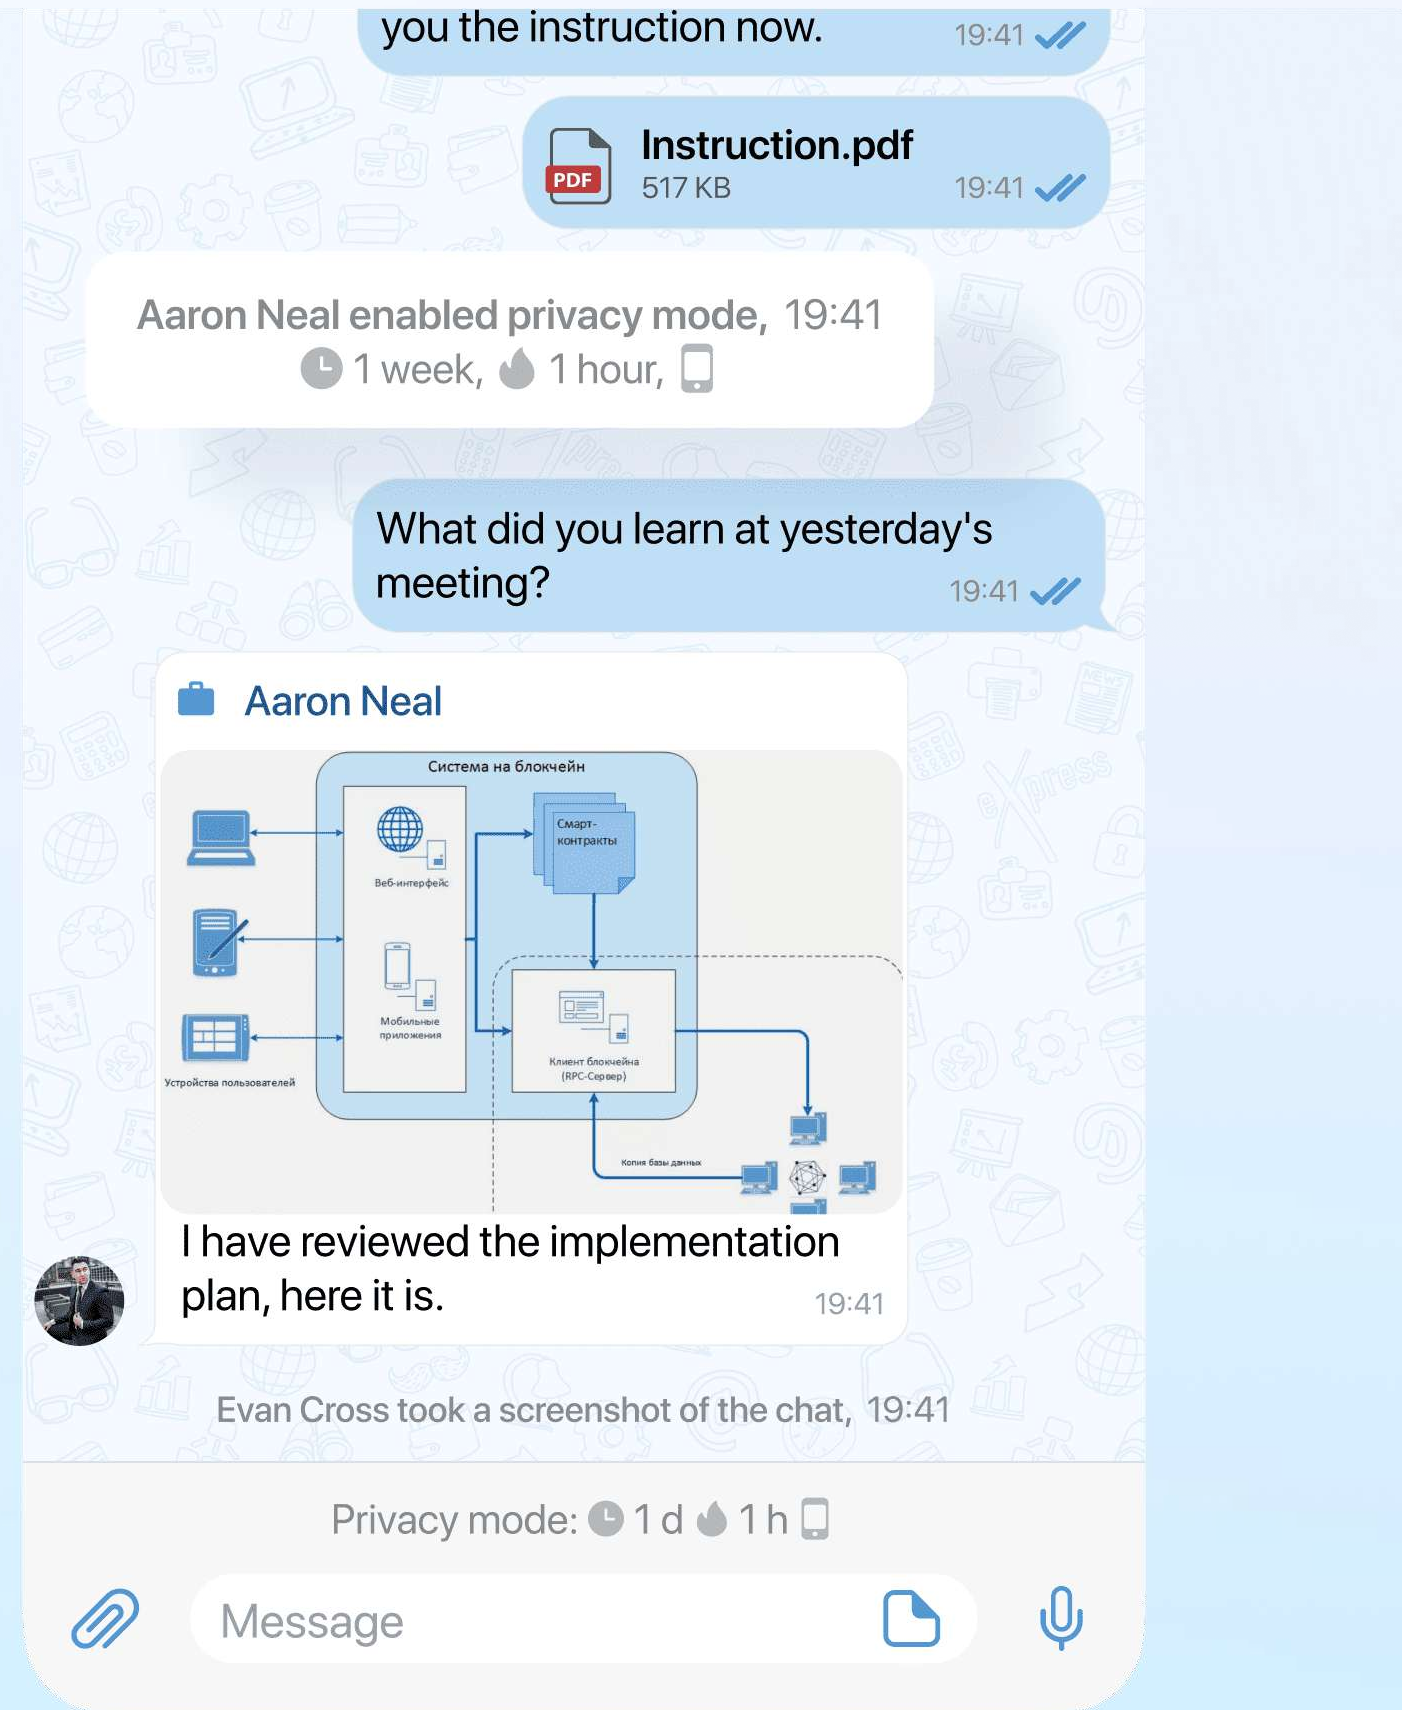 you the instruction now.
19:41
PDF
Instruction.pdf
517 KB
19:41
Aaron Neal enabled privacy mode, 19:41
1 week, 1 hour,
What did you learn at yesterday's
meeting?
19:41
Aaron Neal
Система на блокчейн
Смарт-
контракты
Веб-интерфейс
Мобильные
приложения
Клиент блокчейна
(RPC-Сервер)
Устройства пользователей
Копия базы данных
I have reviewed the implementation
plan, here it is.
19:41
Evan Cross took a screenshot of the chat, 19:41
Privacy mode: 1 d 1 h
Message
NEWS
eXpress